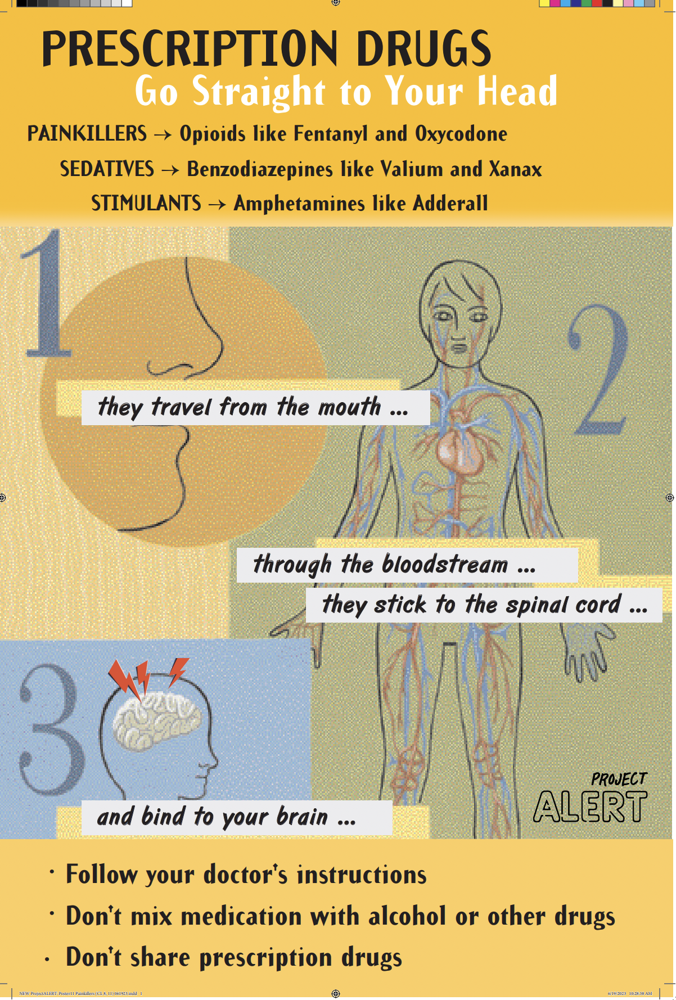 PRESCRIPTION DRUGS
Go Straight to Your Head
PAINKILLERS → Opioids like Fentanyl and Oxycodone
SEDATIVES → Benzodiazepines like Valium and Xanax
STIMULANTS → Amphetamines like Adderall
1
2
they travel from the mouth ...
through the bloodstream ...
they stick to the spinal cord ...
3
and bind to your brain ...
PROJECT
ALERT
· Follow your doctor's instructions
· Don't mix medication with alcohol or other drugs
· Don't share prescription drugs
NEW ProjectALERT-Poster11 Painkillers (CL 8, 11) 061923.indd 1
6/19/2023 10:28:38 AM